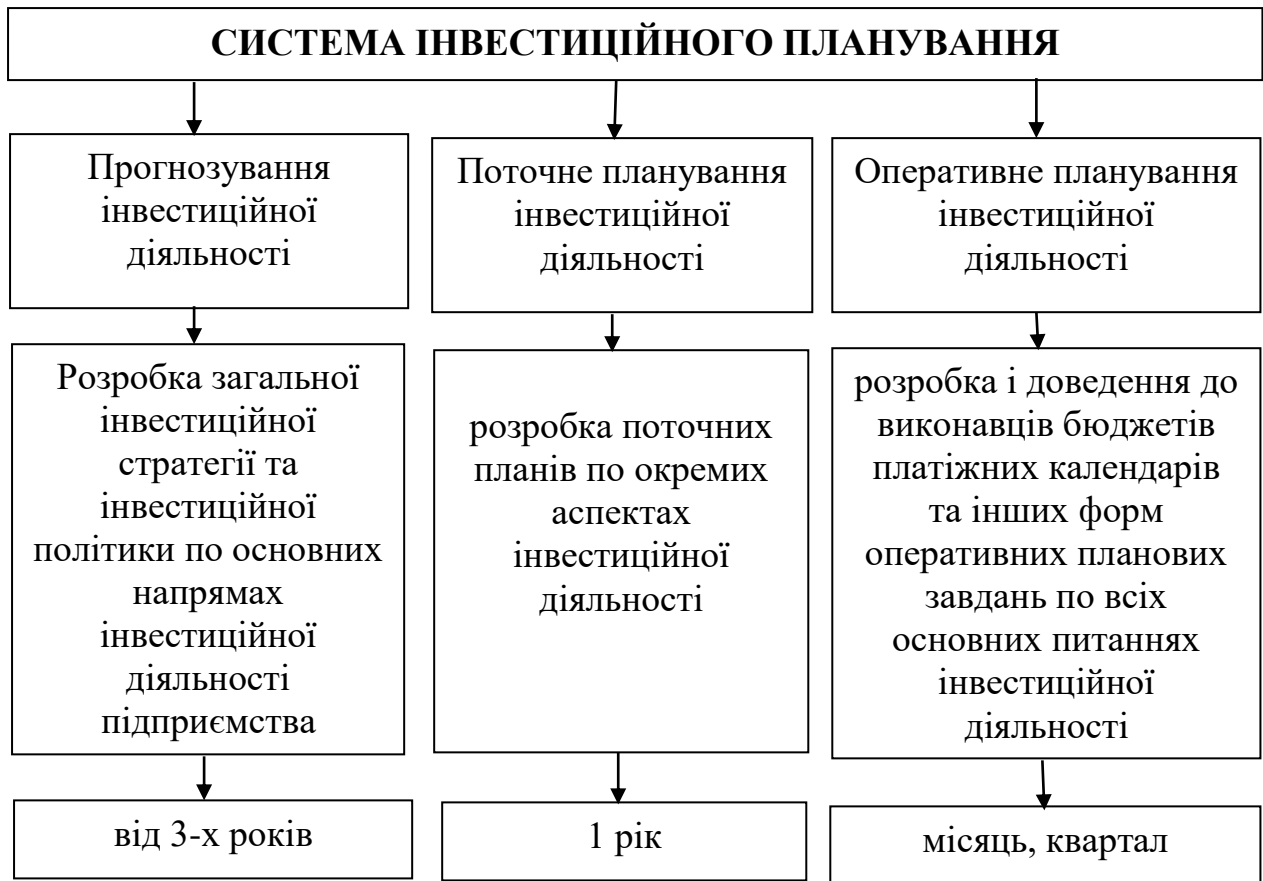 СИСТЕМА ІНВЕСТИЦІЙНОГО ПЛАНУВАННЯ
Прогнозування
інвестиційної
діяльності
Поточне планування
інвестиційної
діяльності
Оперативне планування
інвестиційної
діяльності
Розробка загальної
інвестиційної
стратегії та
інвестиційної
політики по основних
напрямах
інвестиційної
діяльності
підприємства
розробка поточних
планів по окремих
аспектах
інвестиційної
діяльності
розробка і доведення до
виконавців бюджетів
платіжних календарів
та інших форм
оперативних планових
завдань по всіх
основних питаннях
інвестиційної
діяльності
від 3-х років
1 рік
місяць, квартал